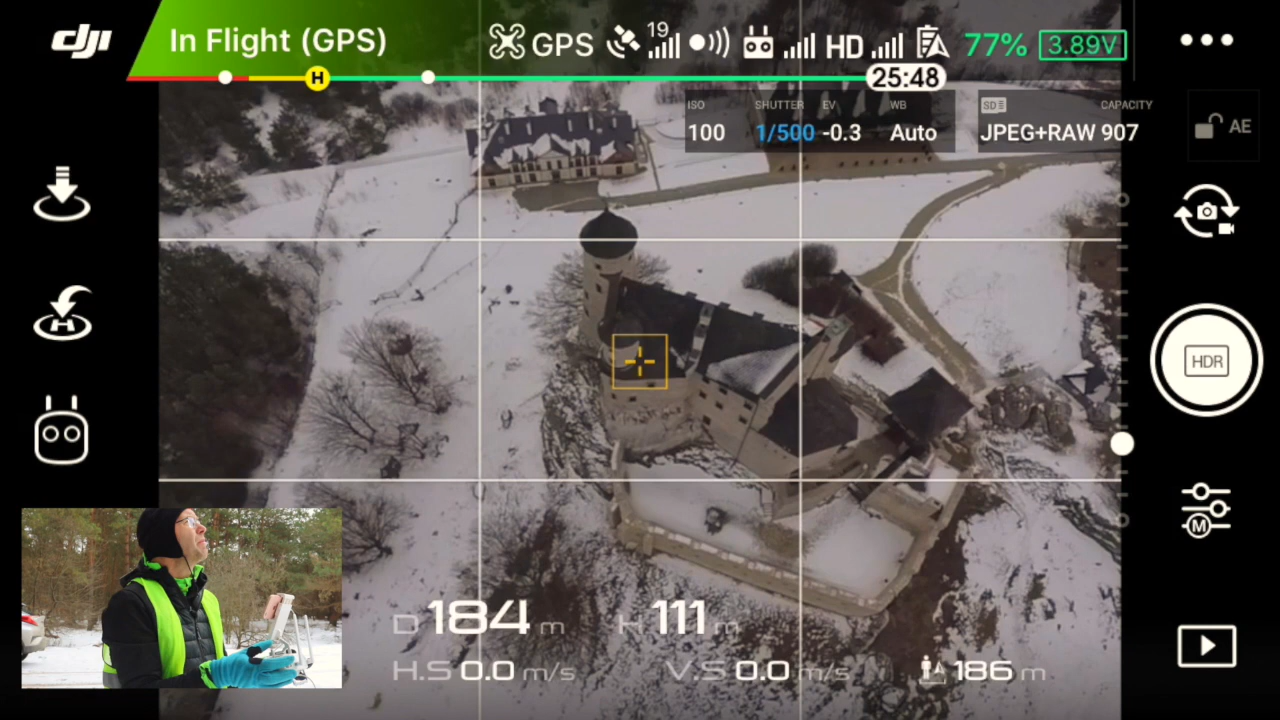 dji In Flight (GPS) GPS 19 HD 77% 3.89V
H 25:48
ISO SHUTTER EV WB SD CAPACITY
100 1/500 -0.3 Auto JPEG+RAW 907
AE
H
HDR
M
D 184 m H 111 m
H.S 0.0 m/s V.S 0.0 m/s 186 m